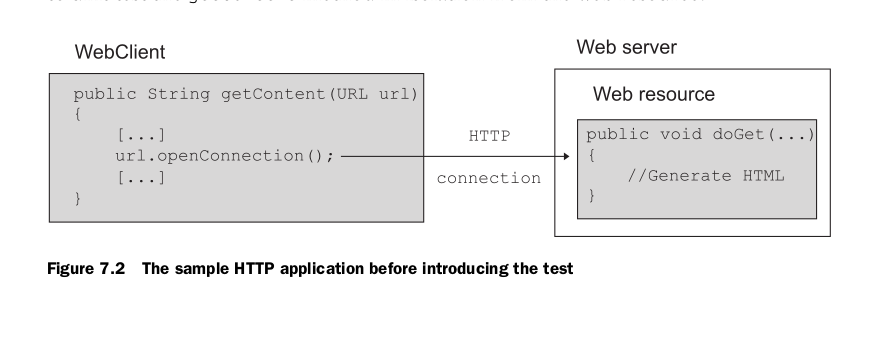 WebClient
public String getContent(URL url)
{
[...]
url.openConnection();
[...]
}
HTTP
connection
Web server
Web resource
public void doGet(...)
{
//Generate HTML
}
Figure 7.2 The sample HTTP application before introducing the test